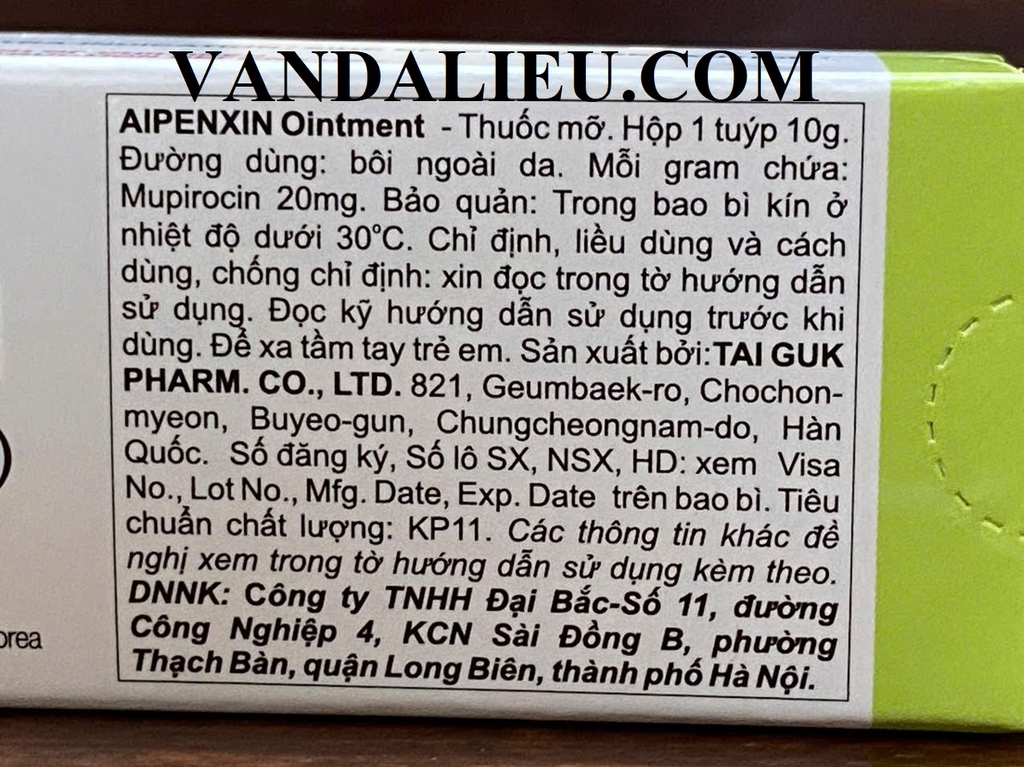 VANDALIEU.COM
AIPENXIN Ointment - Thuốc mỡ. Hộp 1 tuýp 10g.
Đường dùng: bôi ngoài da. Mỗi gram chứa:
Mupirocin 20mg. Bảo quản: Trong bao bì kín ở
nhiệt độ dưới 30°C. Chỉ định, liều dùng và cách
dùng, chống chỉ định: xin đọc trong tờ hướng dẫn
sử dụng. Đọc kỹ hướng dẫn sử dụng trước khi
dùng. Để xa tầm tay trẻ em. Sản xuất bởi:TAI GUK
PHARM. CO., LTD. 821, Geumbaek-ro, Chochon-
myeon, Buyeo-gun, Chungcheongnam-do, Hàn
Quốc. Số đăng ký, Số lô SX, NSX, HD: xem Visa
No., Lot No., Mfg. Date, Exp. Date trên bao bì. Tiêu
chuẩn chất lượng: KP11. Các thông tin khác đề
nghị xem trong tờ hướng dẫn sử dụng kèm theo.
DNNK: Công ty TNHH Đại Bắc-Số 11, đường
Công Nghiệp 4, KCN Sài Đồng B, phường
Thạch Bàn, quận Long Biên, thành phố Hà Nội.